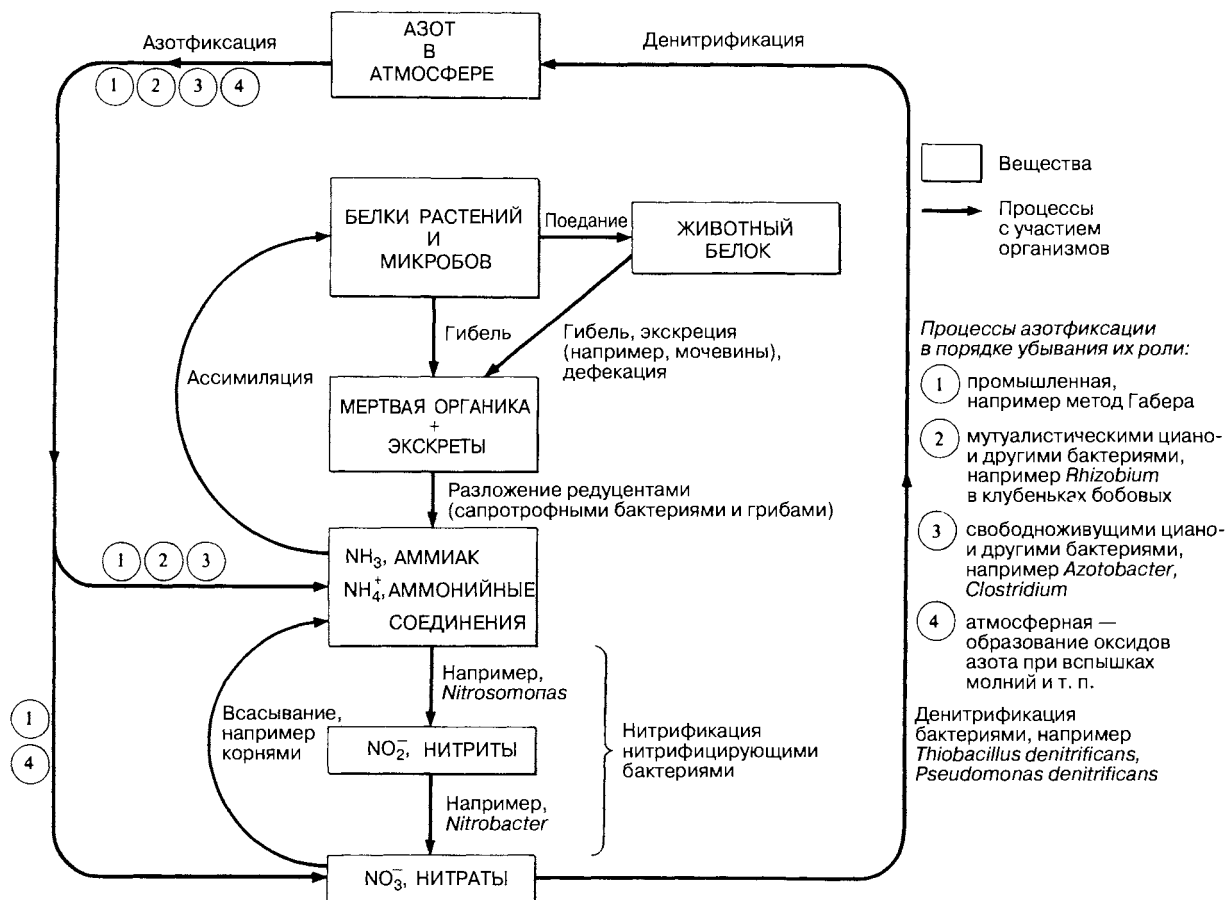 Азотфиксация
1 2 3 4
АЗОТ
В
АТМОСФЕРЕ
Денитрификация
БЕЛКИ РАСТЕНИЙ
И
МИКРОБОВ
Поедание
ЖИВОТНЫЙ
БЕЛОК
Гибель
Гибель, экскреция
(например, мочевины),
дефекация
Ассимиляция
МЕРТВАЯ ОРГАНИКА
+
ЭКСКРЕТЫ
Разложение редуцентами
(сапротрофными бактериями и грибами)
1 2 3
NH₃, АММИАК
NH₄⁺, АММОНИЙНЫЕ
СОЕДИНЕНИЯ
Например,
Nitrosomonas
1
4
Всасывание,
например
корнями
NO₂⁻, НИТРИТЫ
Нитрификация
нитрифицирующими
бактериями
Например,
Nitrobacter
NO₃⁻, НИТРАТЫ
Вещества
Процессы
с участием
организмов
Процессы азотфиксации
в порядке убывания их роли:
1 промышленная,
например метод Габера
2 мутуалистическими циано-
и другими бактериями,
например Rhizobium
в клубеньках бобовых
3 свободноживущими циано-
и другими бактериями,
например Azotobacter,
Clostridium
4 атмосферная —
образование оксидов
азота при вспышках
молний и т. п.
Денитрификация
бактериями, например
Thiobacillus denitrificans,
Pseudomonas denitrificans